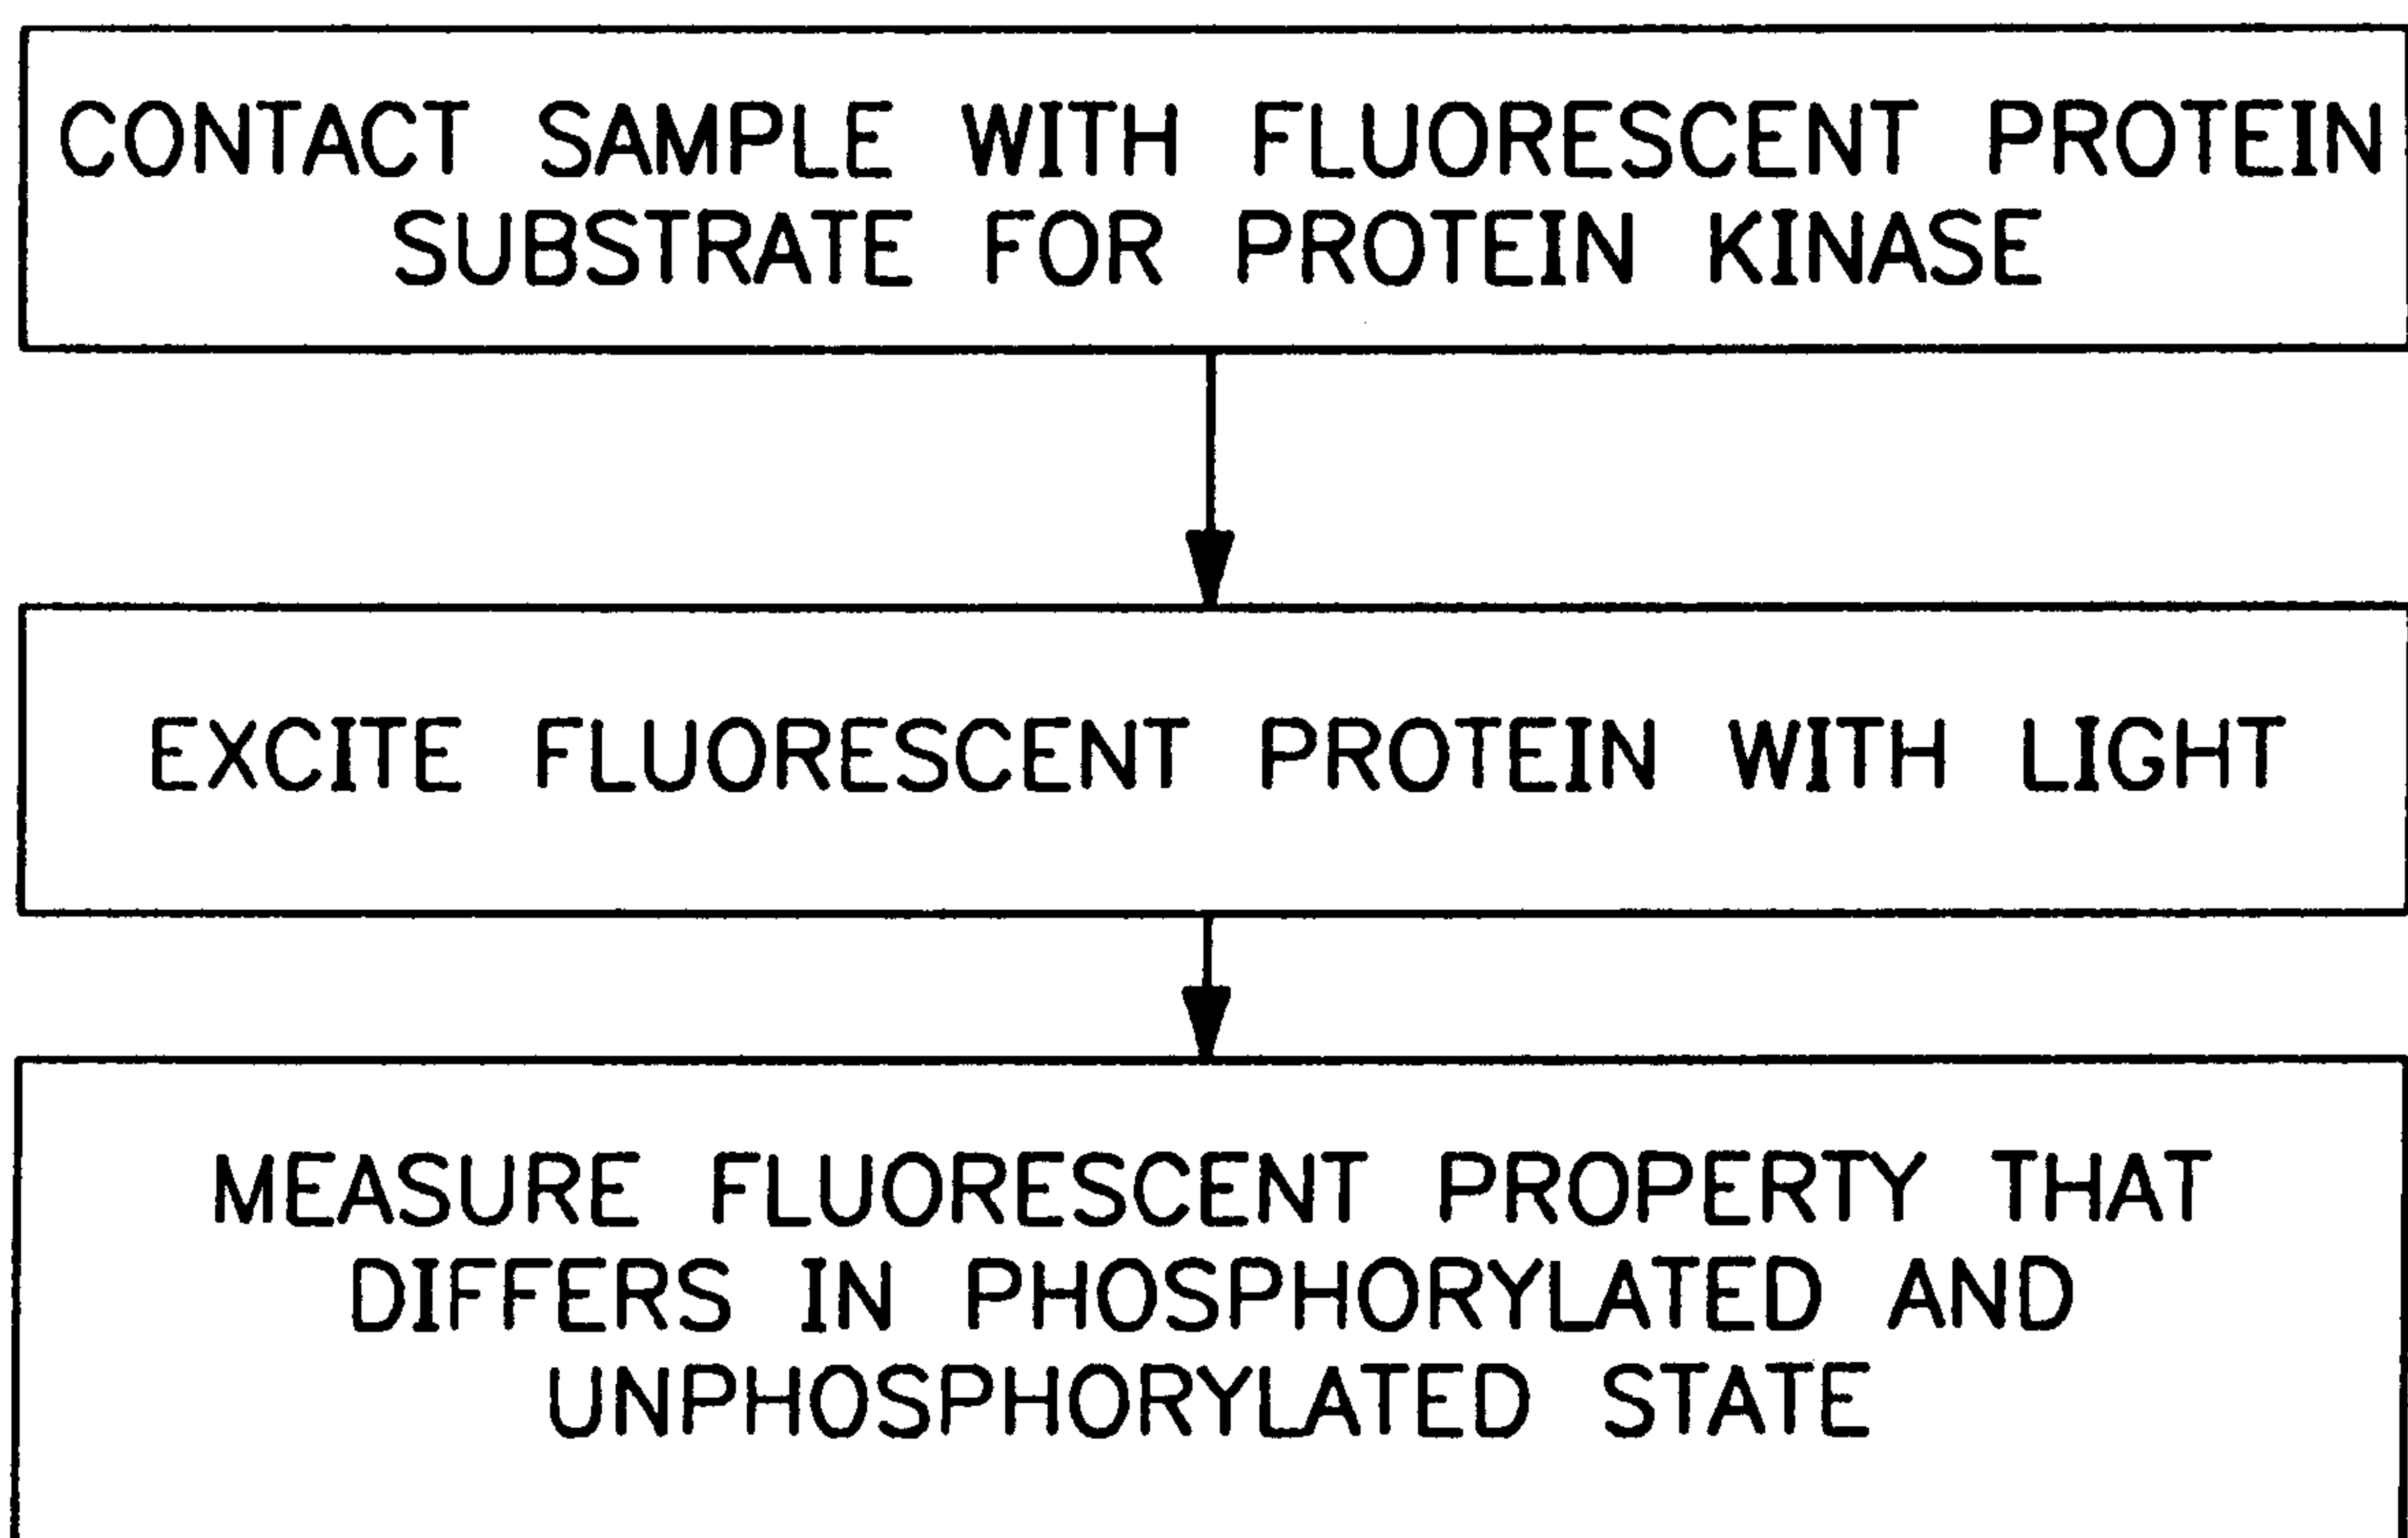 CONTACT SAMPLE WITH FLUORESCENT PROTEIN
SUBSTRATE FOR PROTEIN KINASE
EXCITE FLUORESCENT PROTEIN WITH LIGHT
MEASURE FLUORESCENT PROPERTY THAT
DIFFERS IN PHOSPHORYLATED AND
UNPHOSPHORYLATED STATE